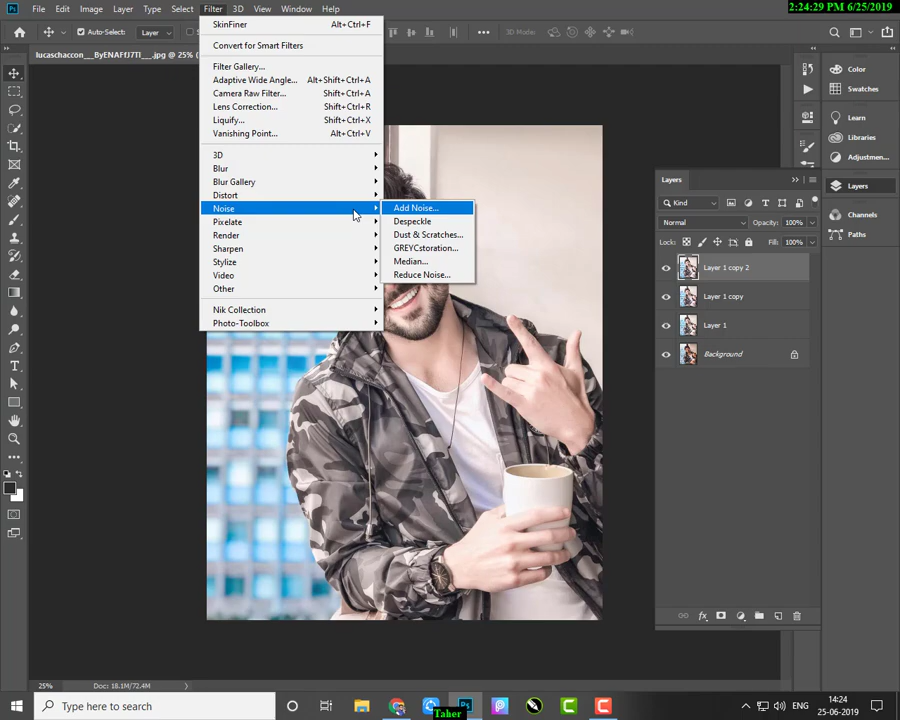 Ps File Edit Image Layer Type Select Filter 3D View Window Help
2:24:29 PM 6/25/2019
Auto-Select: Layer
3D Mode:
lucaschaccon___ByENAFfJ7Tl__.jpg @ 25%
SkinFiner Alt+Ctrl+F
Convert for Smart Filters
Filter Gallery...
Adaptive Wide Angle... Alt+Shift+Ctrl+A
Camera Raw Filter... Shift+Ctrl+A
Lens Correction... Shift+Ctrl+R
Liquify... Shift+Ctrl+X
Vanishing Point... Alt+Ctrl+V
3D
Blur
Blur Gallery
Distort
Noise
Pixelate
Render
Sharpen
Stylize
Video
Other
Nik Collection
Photo-Toolbox
Add Noise...
Despeckle
Dust & Scratches...
GREYCstoration...
Median...
Reduce Noise...
Color
Swatches
Learn
Libraries
Adjustmen...
Layers
Channels
Paths
Layers
Kind
Normal Opacity: 100%
Lock: Fill: 100%
Layer 1 copy 2
Layer 1 copy
Layer 1
Background
fx
25% Doc: 18.1M/72.4M
Type here to search
Ps
Taher
ENG
14:24
25-06-2019